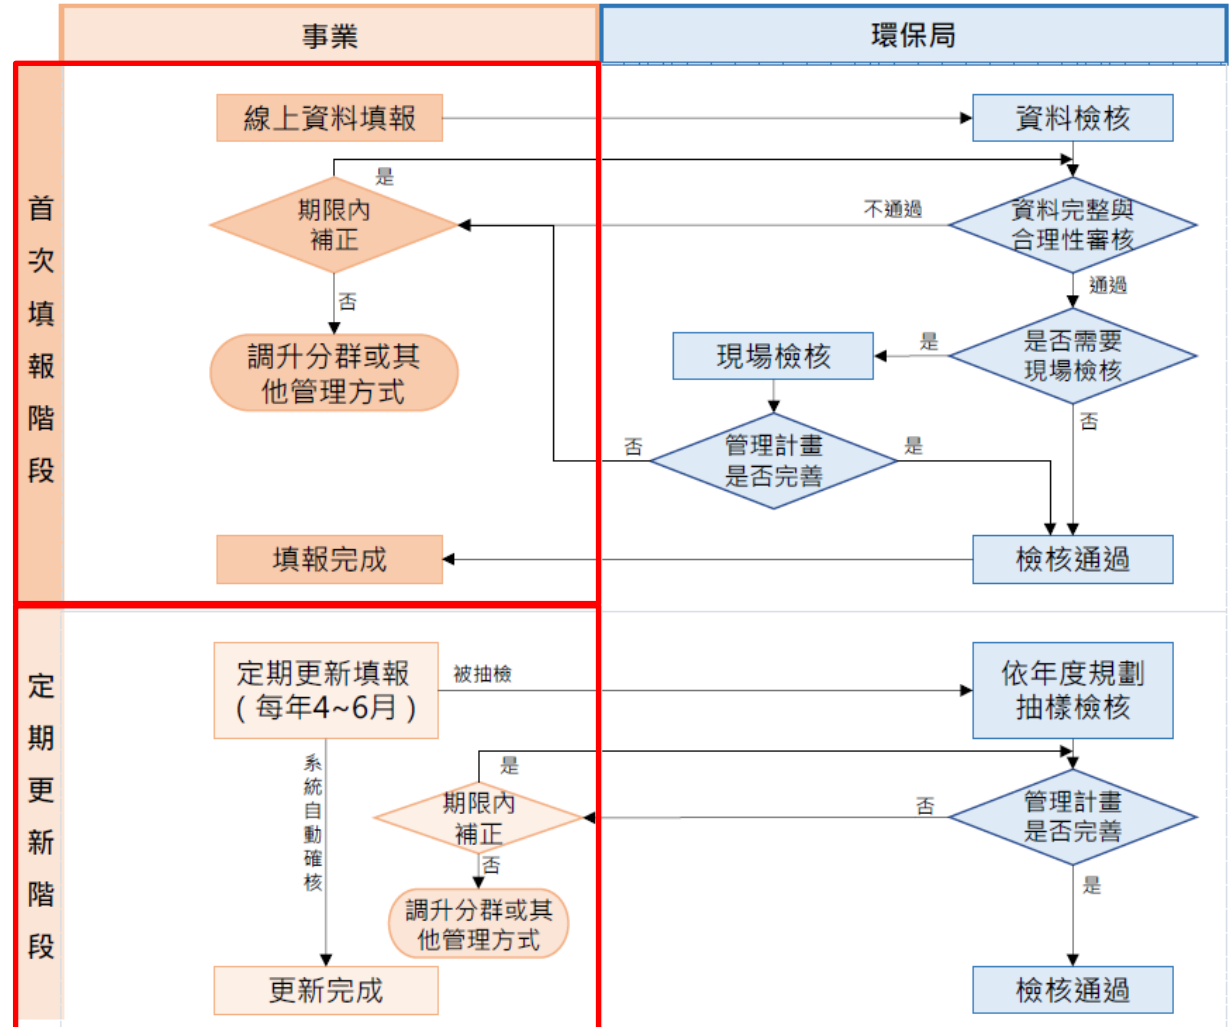 事業
環保局
首次填報階段
線上資料填報
資料檢核
是
期限內
補正
不通過
資料完整與
合理性審核
否
通過
調升分群或其
他管理方式
現場檢核
是
是否需要
現場檢核
否
否
管理計畫
是否完善
是
填報完成
檢核通過
定期更新階段
定期更新填報
(每年4~6月)
被抽檢
依年度規劃
抽樣檢核
系統自動確核
是
期限內
補正
否
管理計畫
是否完善
否
調升分群或其
他管理方式
是
更新完成
檢核通過